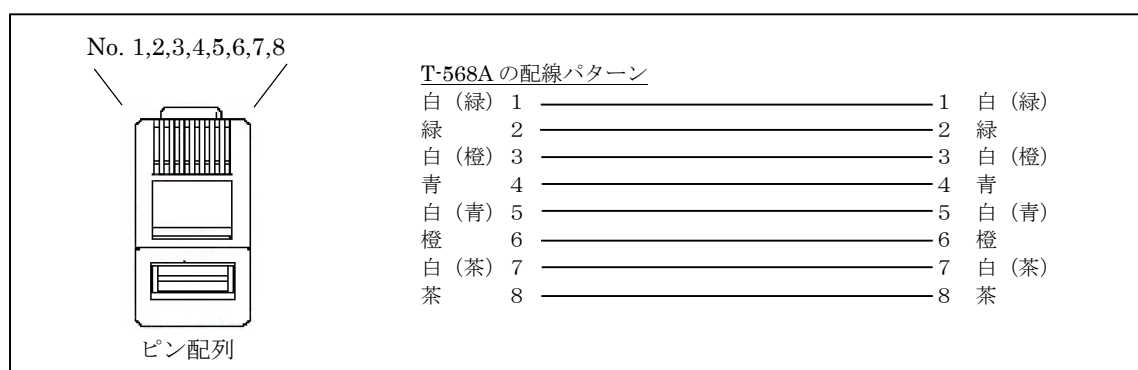 No. 1,2,3,4,5,6,7,8
T-568A の配線パターン
白（緑） 1 1 白（緑）
緑 2 2 緑
白（橙） 3 3 白（橙）
青 4 4 青
白（青） 5 5 白（青）
橙 6 6 橙
白（茶） 7 7 白（茶）
茶 8 8 茶
ピン配列